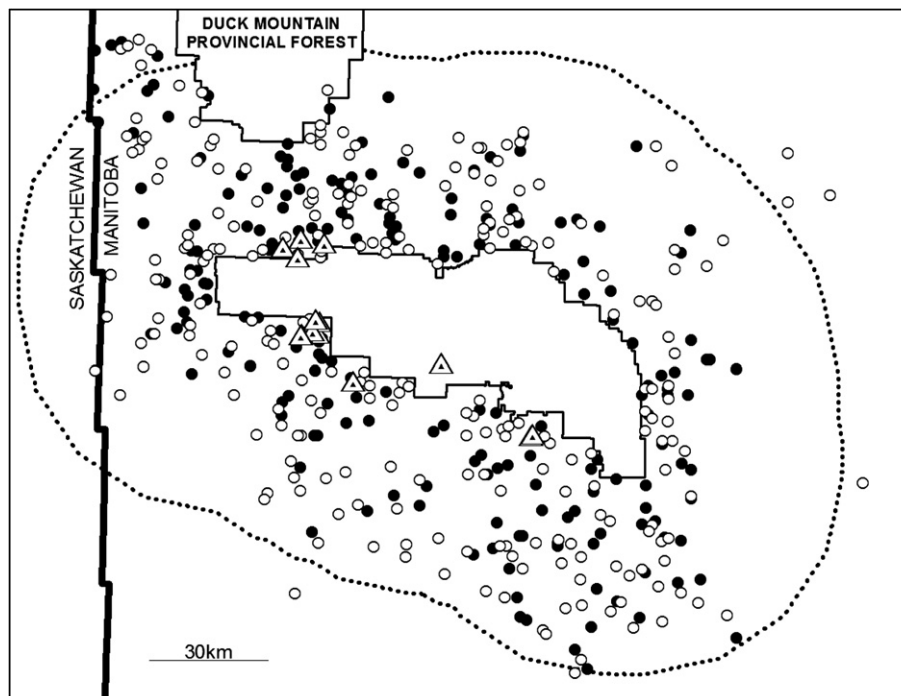 DUCK MOUNTAIN
PROVINCIAL FOREST
SASKATCHEWAN
MANITOBA
30km